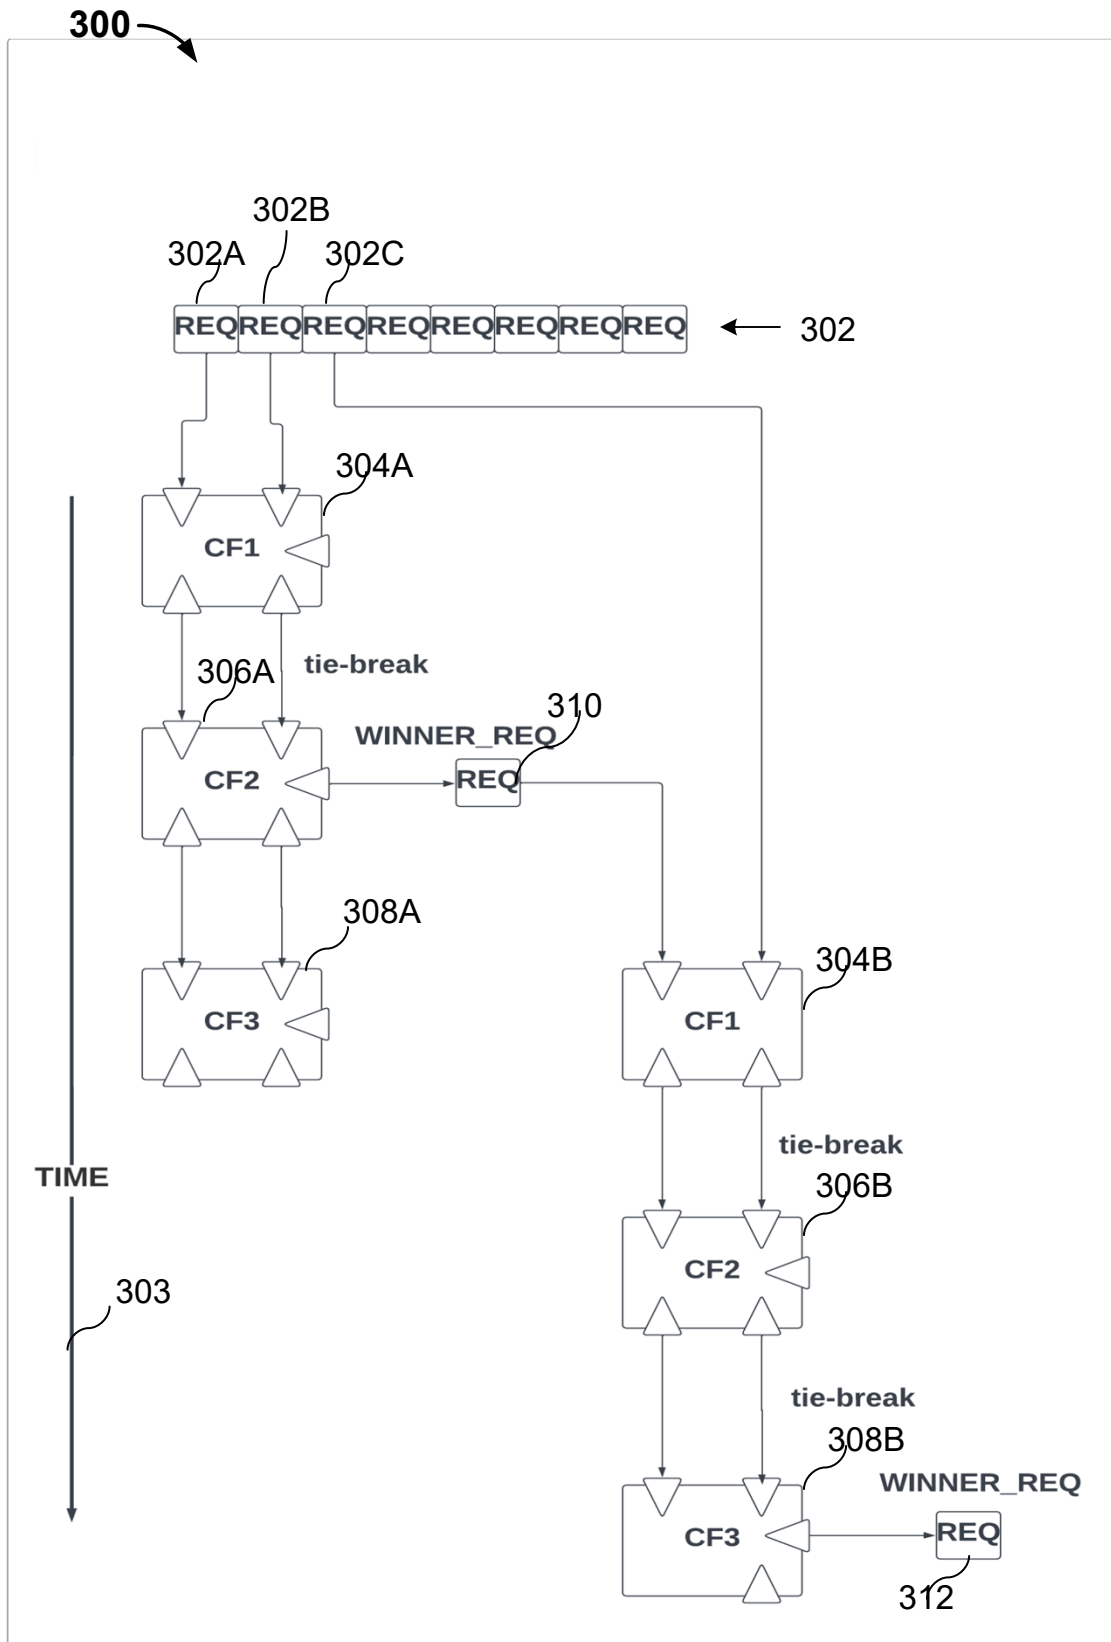 300
302B
302A 302C
REQ REQ REQ REQ REQ REQ REQ REQ
302
304A
CF1
306A
tie-break
310
WINNER_REQ
CF2
REQ
308A
304B
CF3
CF1
tie-break
TIME
306B
CF2
303
tie-break
308B
WINNER_REQ
CF3
REQ
312